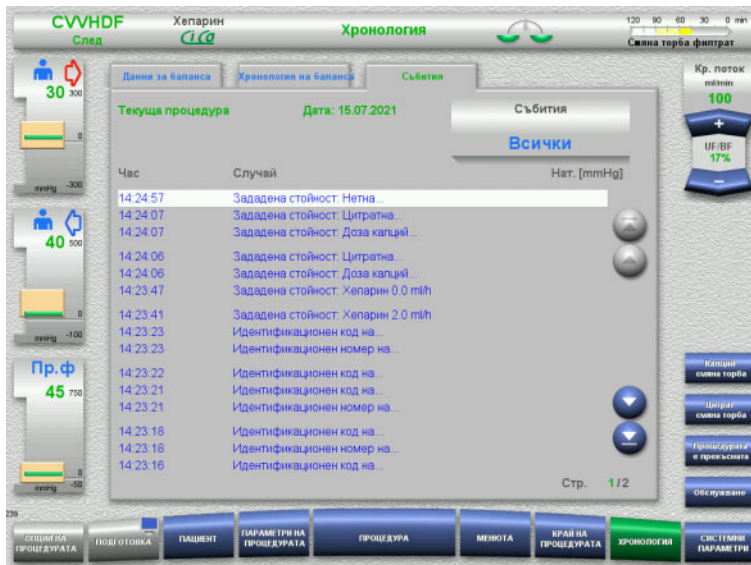 CVVHDF
След
Хепарин
Ci Ca
Хронология
120 90 60 30 0 min
Смяна торба филтрат
30 300
0
mmHg -300
40 500
0
mmHg -100
Пр.ф
45 750
0
mmHg -50
Данни за баланса
Хронология на баланса
Събития
Текуща процедура
Дата: 15.07.2021
Събития
Всички
Час Случай Нат. [mmHg]
14:24:57 Зададена стойност: Нетна...
14:24:07 Зададена стойност: Цитратна...
14:24:07 Зададена стойност: Доза калций...
14:24:06 Зададена стойност: Цитратна...
14:24:06 Зададена стойност: Доза калций...
14:23:47 Зададена стойност: Хепарин 0.0 ml/h
14:23:41 Зададена стойност: Хепарин 2.0 ml/h
14:23:23 Идентификационен код на...
14:23:23 Идентификационен номер на...
14:23:22 Идентификационен код на...
14:23:21 Идентификационен код на...
14:23:21 Идентификационен номер на...
14:23:18 Идентификационен код на...
14:23:18 Идентификационен номер на...
14:23:16 Идентификационен код на...
Стр. 1/2
Кр. поток
ml/min
100
+
UF/BF
17%
−
Калций
смяна торба
Цитрат
смяна торба
Процедурата
е прекъсната
Обслужване
239
ОПЦИИ НА
ПРОЦЕДУРАТА
ПОДГОТОВКА
ПАЦИЕНТ
ПАРАМЕТРИ НА
ПРОЦЕДУРАТА
ПРОЦЕДУРА
МЕНЮТА
КРАЙ НА
ПРОЦЕДУРАТА
ХРОНОЛОГИЯ
СИСТЕМНИ
ПАРАМЕТРИ